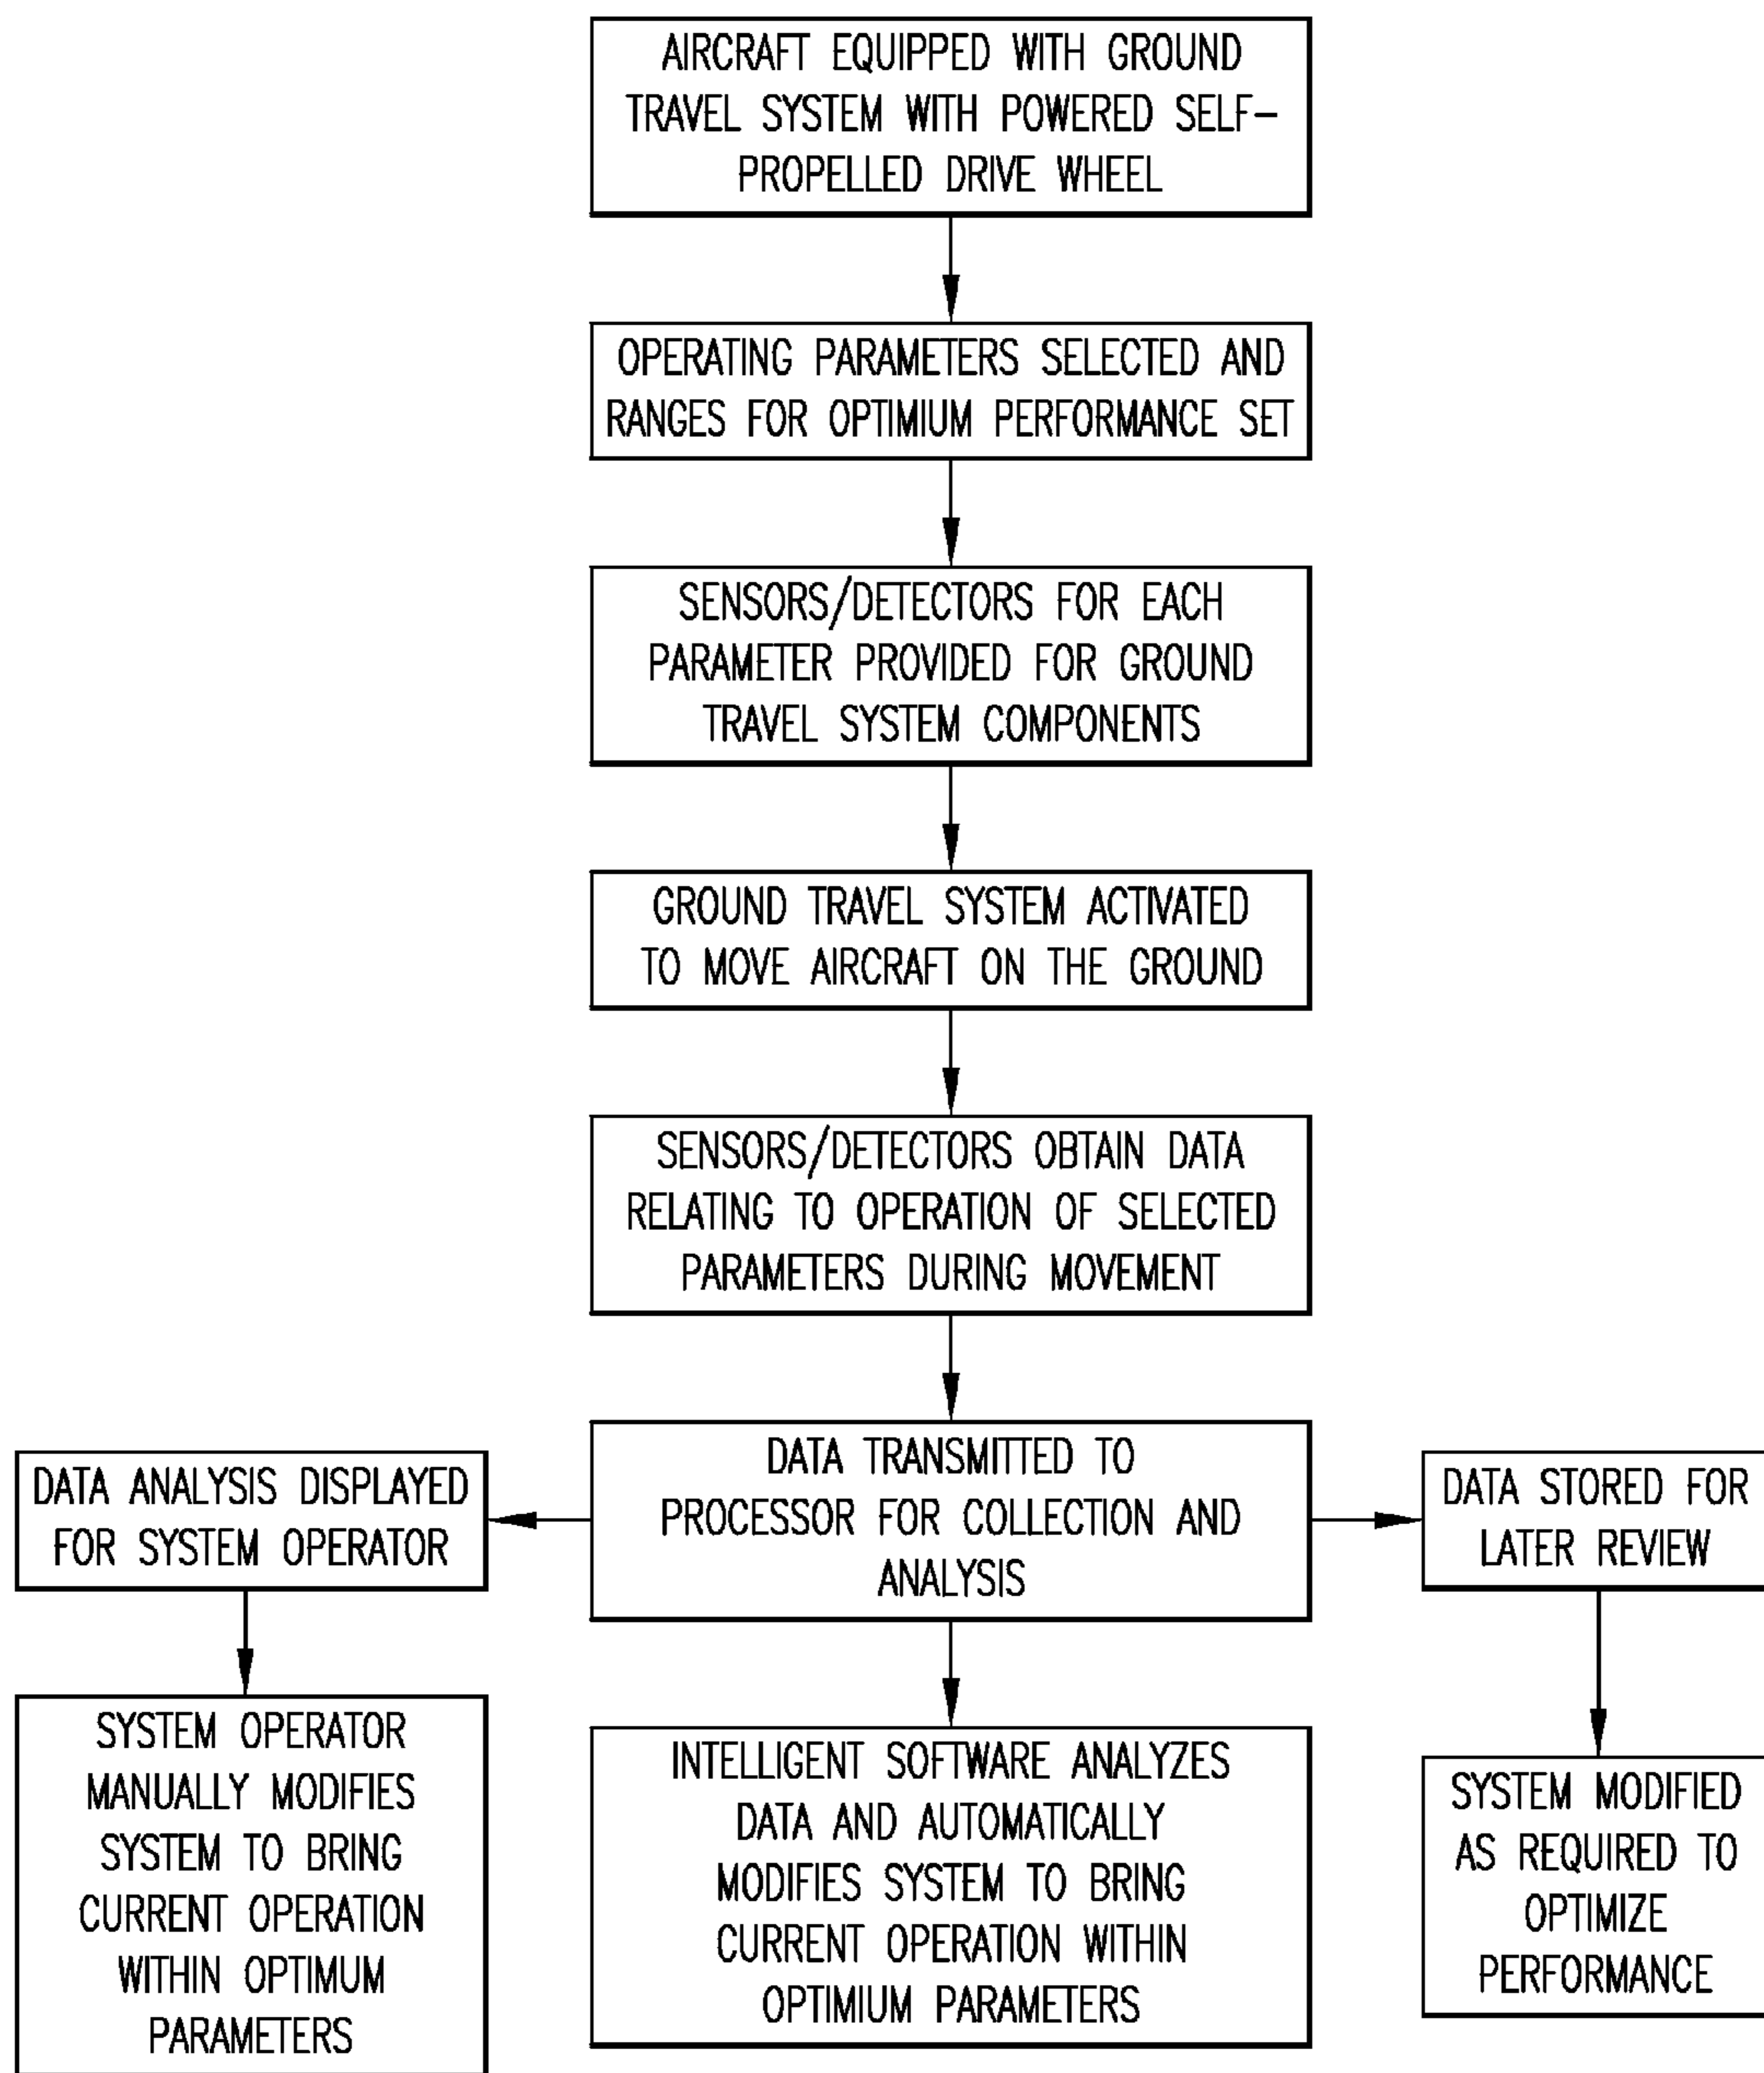 AIRCRAFT EQUIPPED WITH GROUND
TRAVEL SYSTEM WITH POWERED SELF-
PROPELLED DRIVE WHEEL
OPERATING PARAMETERS SELECTED AND
RANGES FOR OPTIMIUM PERFORMANCE SET
SENSORS/DETECTORS FOR EACH
PARAMETER PROVIDED FOR GROUND
TRAVEL SYSTEM COMPONENTS
GROUND TRAVEL SYSTEM ACTIVATED
TO MOVE AIRCRAFT ON THE GROUND
SENSORS/DETECTORS OBTAIN DATA
RELATING TO OPERATION OF SELECTED
PARAMETERS DURING MOVEMENT
DATA TRANSMITTED TO
PROCESSOR FOR COLLECTION AND
ANALYSIS
DATA ANALYSIS DISPLAYED
FOR SYSTEM OPERATOR
SYSTEM OPERATOR
MANUALLY MODIFIES
SYSTEM TO BRING
CURRENT OPERATION
WITHIN OPTIMUM
PARAMETERS
INTELLIGENT SOFTWARE ANALYZES
DATA AND AUTOMATICALLY
MODIFIES SYSTEM TO BRING
CURRENT OPERATION WITHIN
OPTIMIUM PARAMETERS
DATA STORED FOR
LATER REVIEW
SYSTEM MODIFIED
AS REQUIRED TO
OPTIMIZE
PERFORMANCE